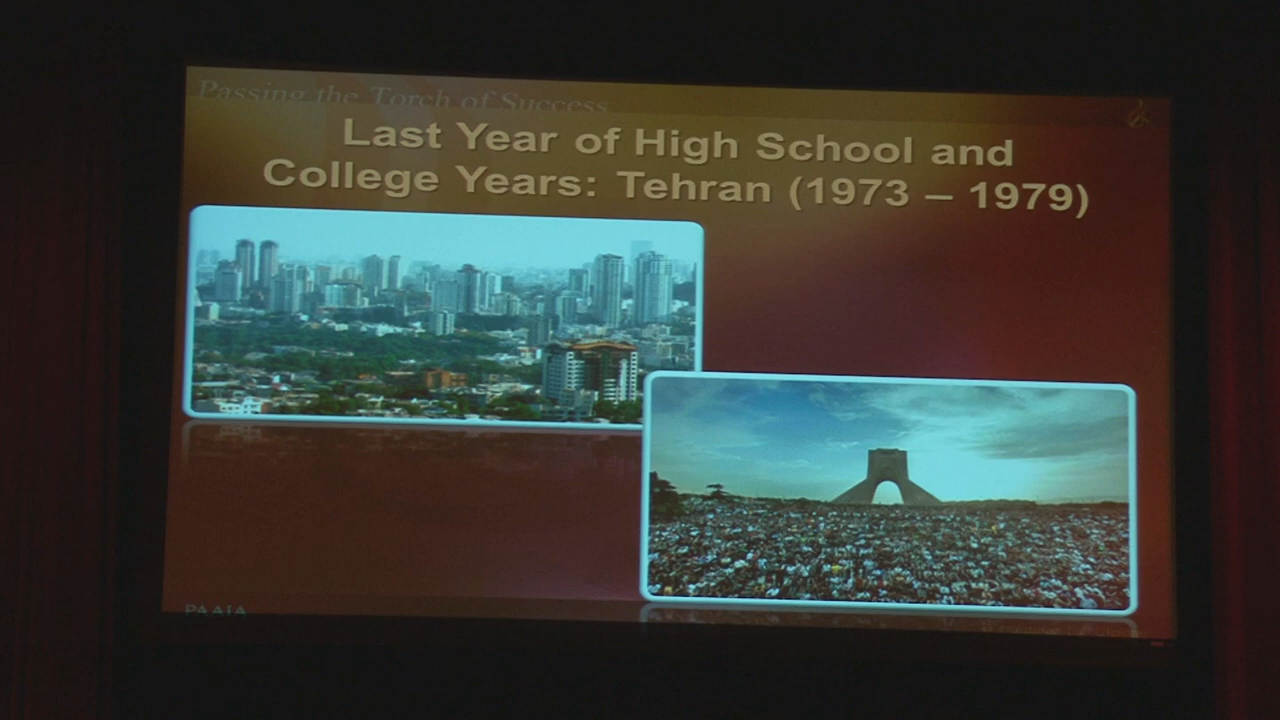 Passing the Torch of Success
Last Year of High School and
College Years: Tehran (1973 – 1979)
PAAIA